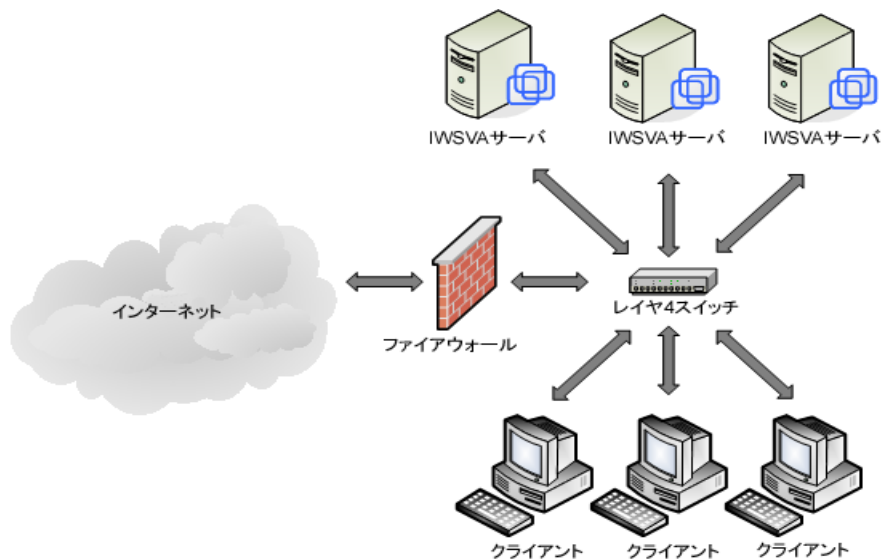 IWSVAサーバ
IWSVAサーバ
IWSVAサーバ
インターネット
ファイアウォール
レイヤ4スイッチ
クライアント
クライアント
クライアント